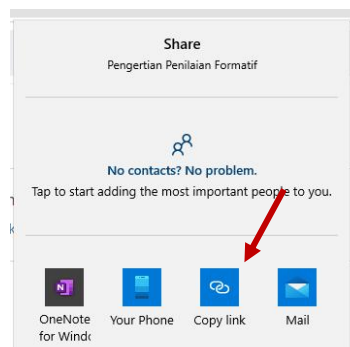 Share
Pengertian Penilaian Formatif
No contacts? No problem.
Tap to start adding the most important people to you.
OneNote Your Phone Copy link Mail
for Windo